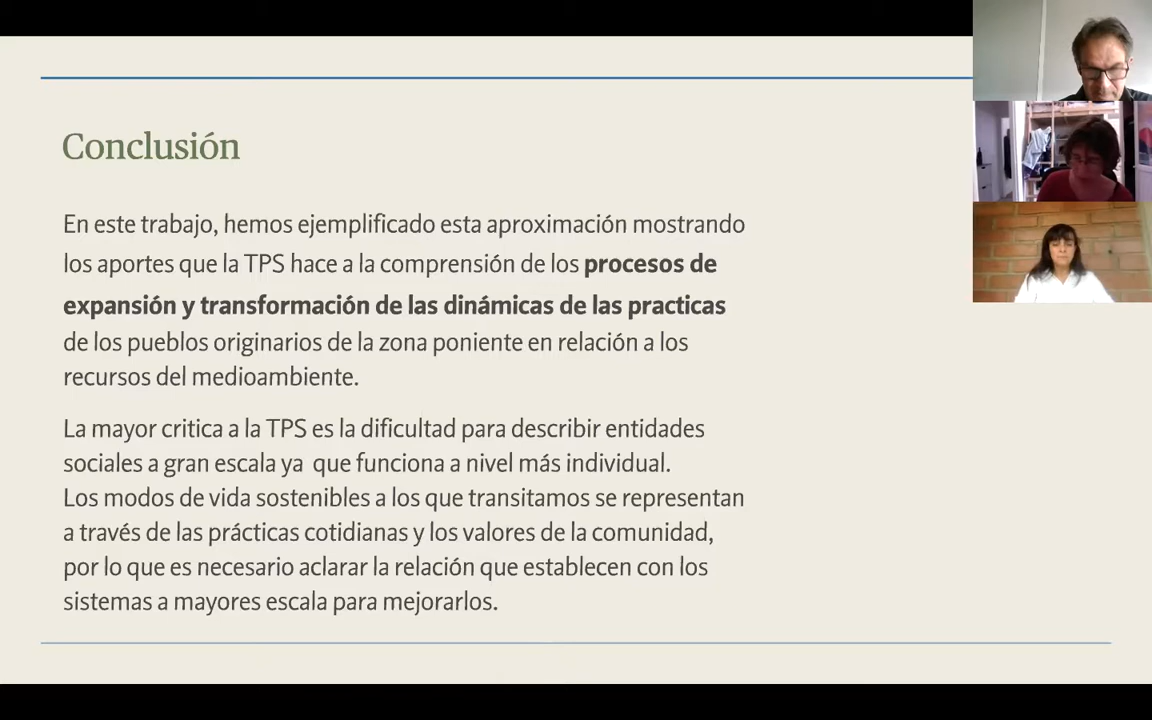 Conclusión
En este trabajo, hemos ejemplificado esta aproximación mostrando
los aportes que la TPS hace a la comprensión de los procesos de
expansión y transformación de las dinámicas de las practicas
de los pueblos originarios de la zona poniente en relación a los
recursos del medioambiente.
La mayor critica a la TPS es la dificultad para describir entidades
sociales a gran escala ya que funciona a nivel más individual.
Los modos de vida sostenibles a los que transitamos se representan
a través de las prácticas cotidianas y los valores de la comunidad,
por lo que es necesario aclarar la relación que establecen con los
sistemas a mayores escala para mejorarlos.